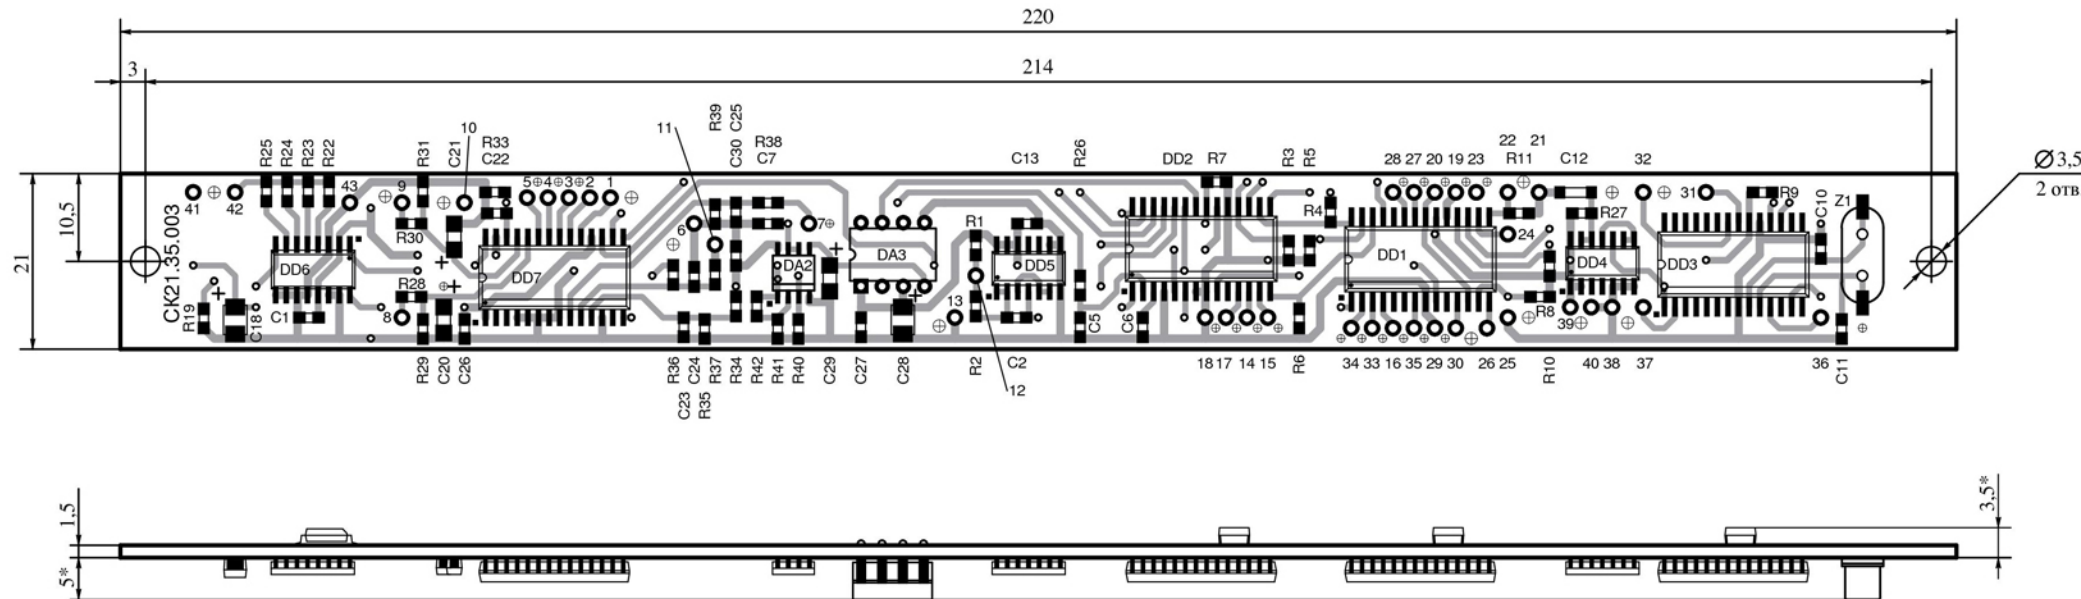 220
3 214
R39
C25
10 11
R25 R24 R23 R22 R31 C21 R33 C30 R38 C13 R26 DD2 R7 R3 R5 28 27 20 19 23 22 21 C12 32
C22 C7 R11
Ø 3,5
2 отв
41 42 43 9 5 4 3 2 1 6 7 R4 31 R9 C10 Z1
10,5
21
СК21.35.003
R30 R1 R27 24
DD6 DD7 DA2 DA3 DD5 DD1 DD4 DD3
+ + + +
R19 C18 C1 R28 8 13 C5 C6 R8 39
R29 C20 C26 R36 C24 R37 R34 R42 R41 R40 C29 C27 C28 R2 C2 18 17 14 15 R6 34 33 16 35 29 30 26 25 R10 40 38 37 36 C11
C23 R35 12
1,5 3,5*
5*